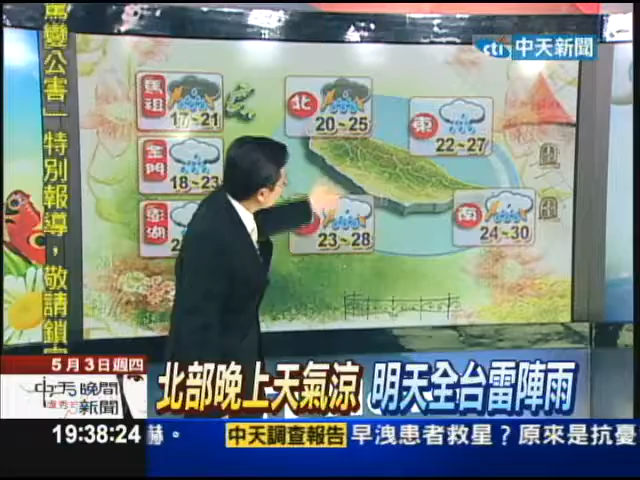 cti 中天新聞
變公害」特別報導，敬請鎖
馬祖
17~21
北
20~25
東
22~27
金門
18~23
澎湖
23~28
南
24~30
5月3日週四
中天晚間新聞
盧秀芳
北部晚上天氣涼 明天全台雷陣雨
19:38:24
赫。
中天調查報告 早洩患者救星？原來是抗憂